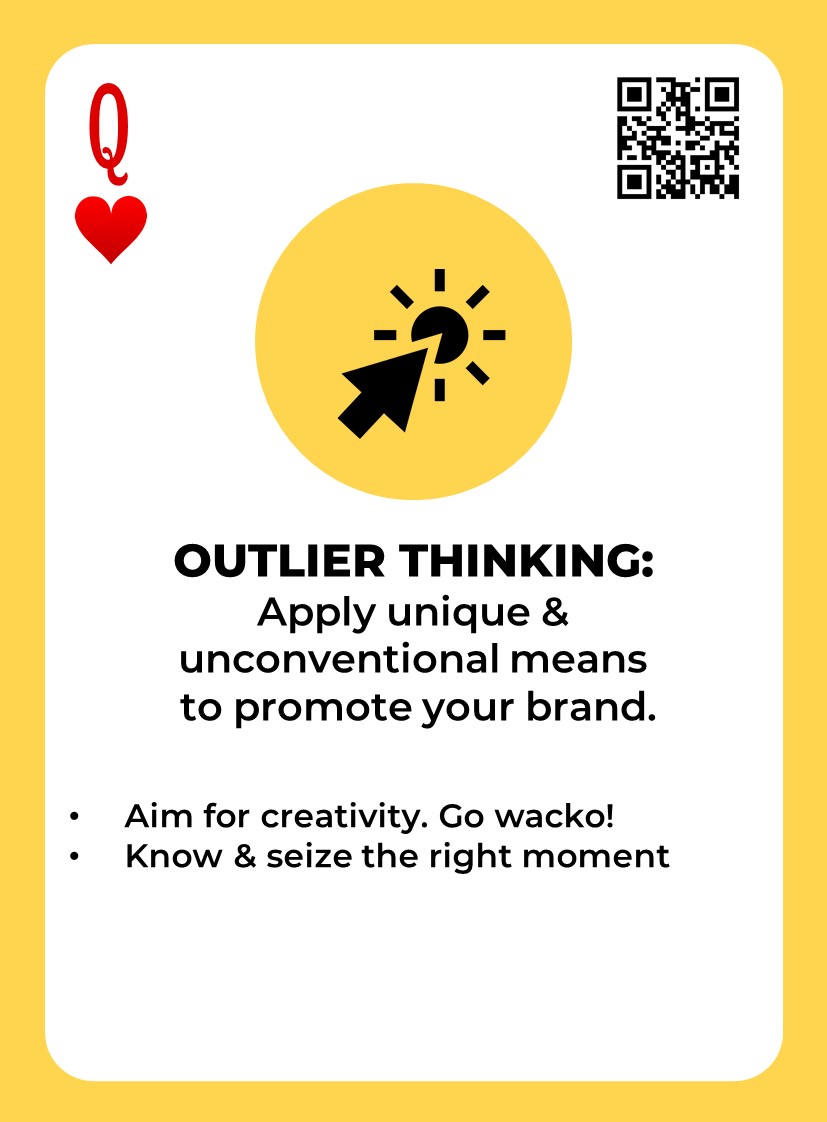 Q
OUTLIER THINKING:
Apply unique &
unconventional means
to promote your brand.
• Aim for creativity. Go wacko!
• Know & seize the right moment